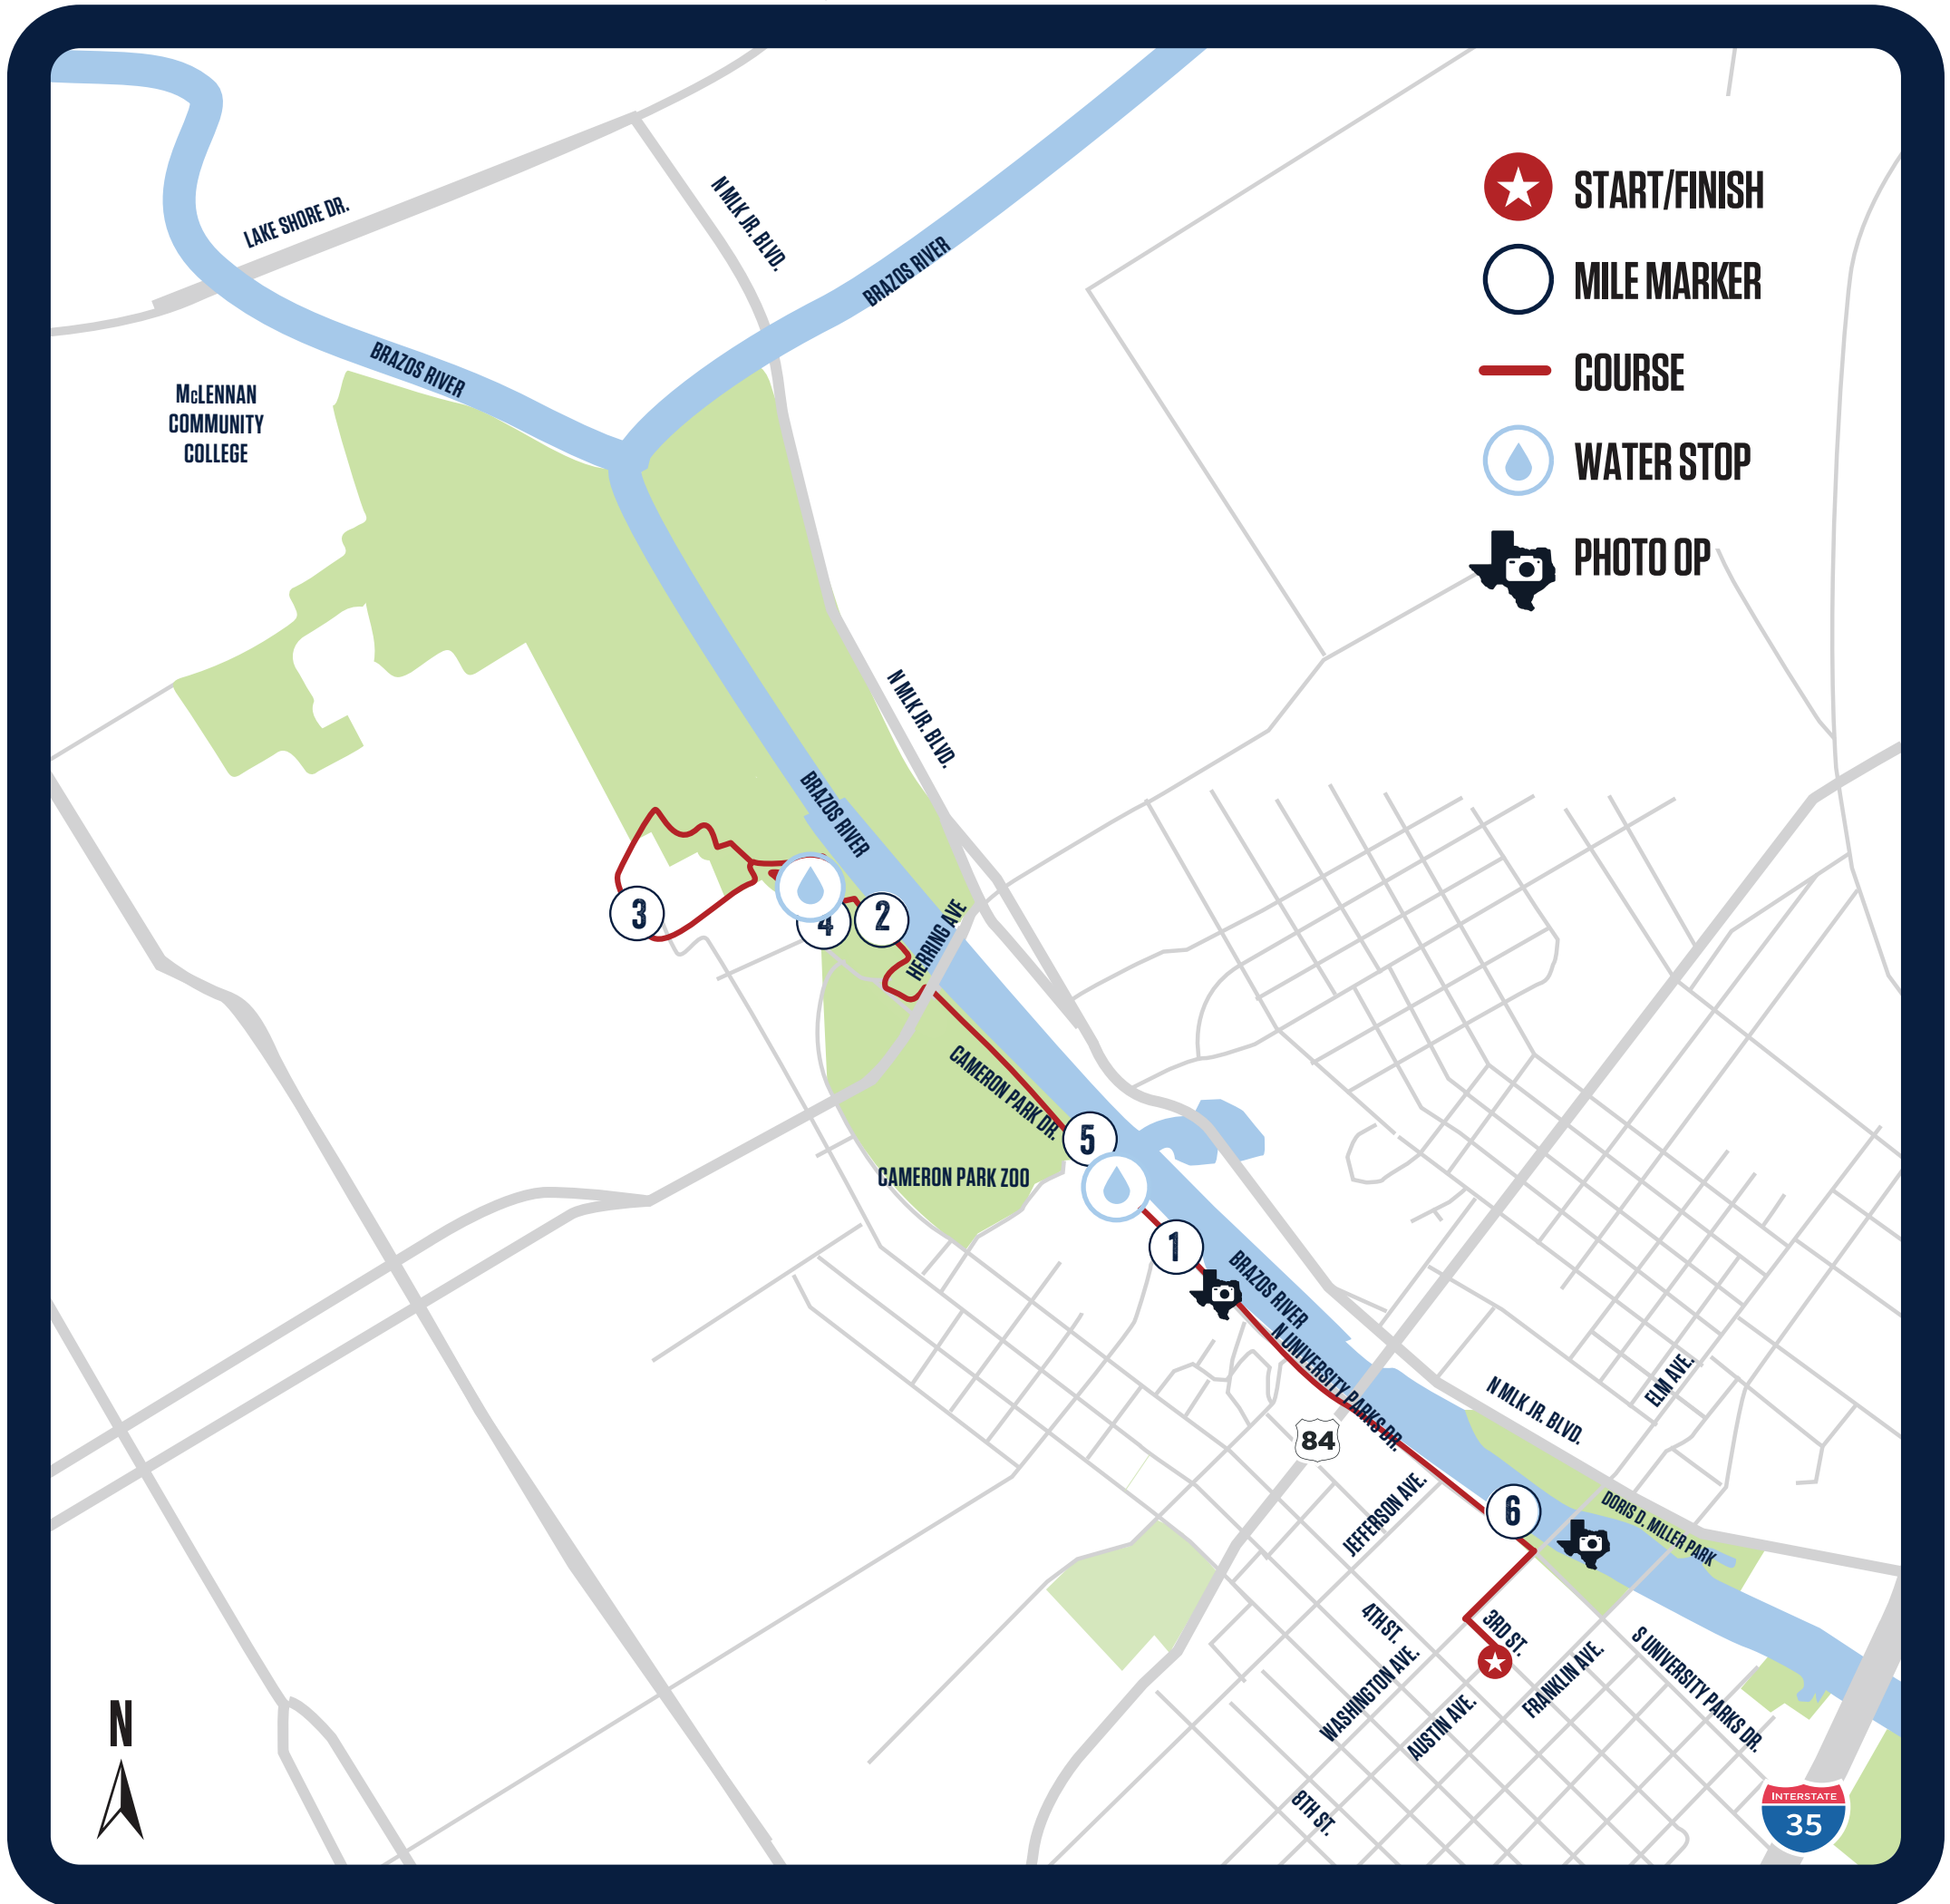 START/FINISH
MILE MARKER
COURSE
WATER STOP
PHOTO OP
LAKE SHORE DR.
N MLK JR. BLVD.
BRAZOS RIVER
BRAZOS RIVER
McLENNAN
COMMUNITY
COLLEGE
N MLK JR. BLVD.
BRAZOS RIVER
3
4
2
HERRING AVE
CAMERON PARK DR.
5
CAMERON PARK ZOO
1
BRAZOS RIVER
N UNIVERSITY PARKS DR.
84
ELM AVE.
N MLK JR. BLVD.
JEFFERSON AVE.
6
DORIS D. MILLER PARK
4TH ST.
3RD ST.
WASHINGTON AVE.
AUSTIN AVE.
FRANKLIN AVE.
S UNIVERSITY PARKS DR.
8TH ST.
N
INTERSTATE
35